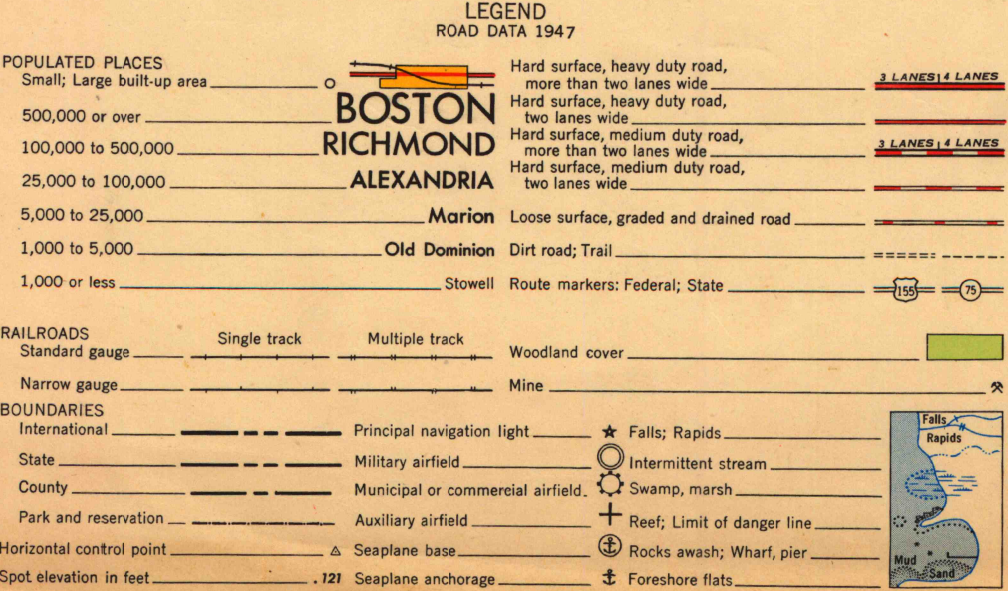 LEGEND
ROAD DATA 1947
POPULATED PLACES
Small; Large built-up area
500,000 or over BOSTON
100,000 to 500,000 RICHMOND
25,000 to 100,000 ALEXANDRIA
5,000 to 25,000 Marion
1,000 to 5,000 Old Dominion
1,000 or less Stowell
Hard surface, heavy duty road,
more than two lanes wide 3 LANES 4 LANES
Hard surface, heavy duty road,
two lanes wide
Hard surface, medium duty road,
more than two lanes wide 3 LANES 4 LANES
Hard surface, medium duty road,
two lanes wide
Loose surface, graded and drained road
Dirt road; Trail
Route markers: Federal; State 155 75
RAILROADS Single track Multiple track
Standard gauge
Narrow gauge
Woodland cover
Mine
BOUNDARIES
International
State
County
Park and reservation
Horizontal control point
Spot elevation in feet .121
Principal navigation light
Military airfield
Municipal or commercial airfield
Auxiliary airfield
Seaplane base
Seaplane anchorage
Falls; Rapids
Intermittent stream
Swamp, marsh
Reef; Limit of danger line
Rocks awash; Wharf, pier
Foreshore flats
Falls
Rapids
Mud
Sand